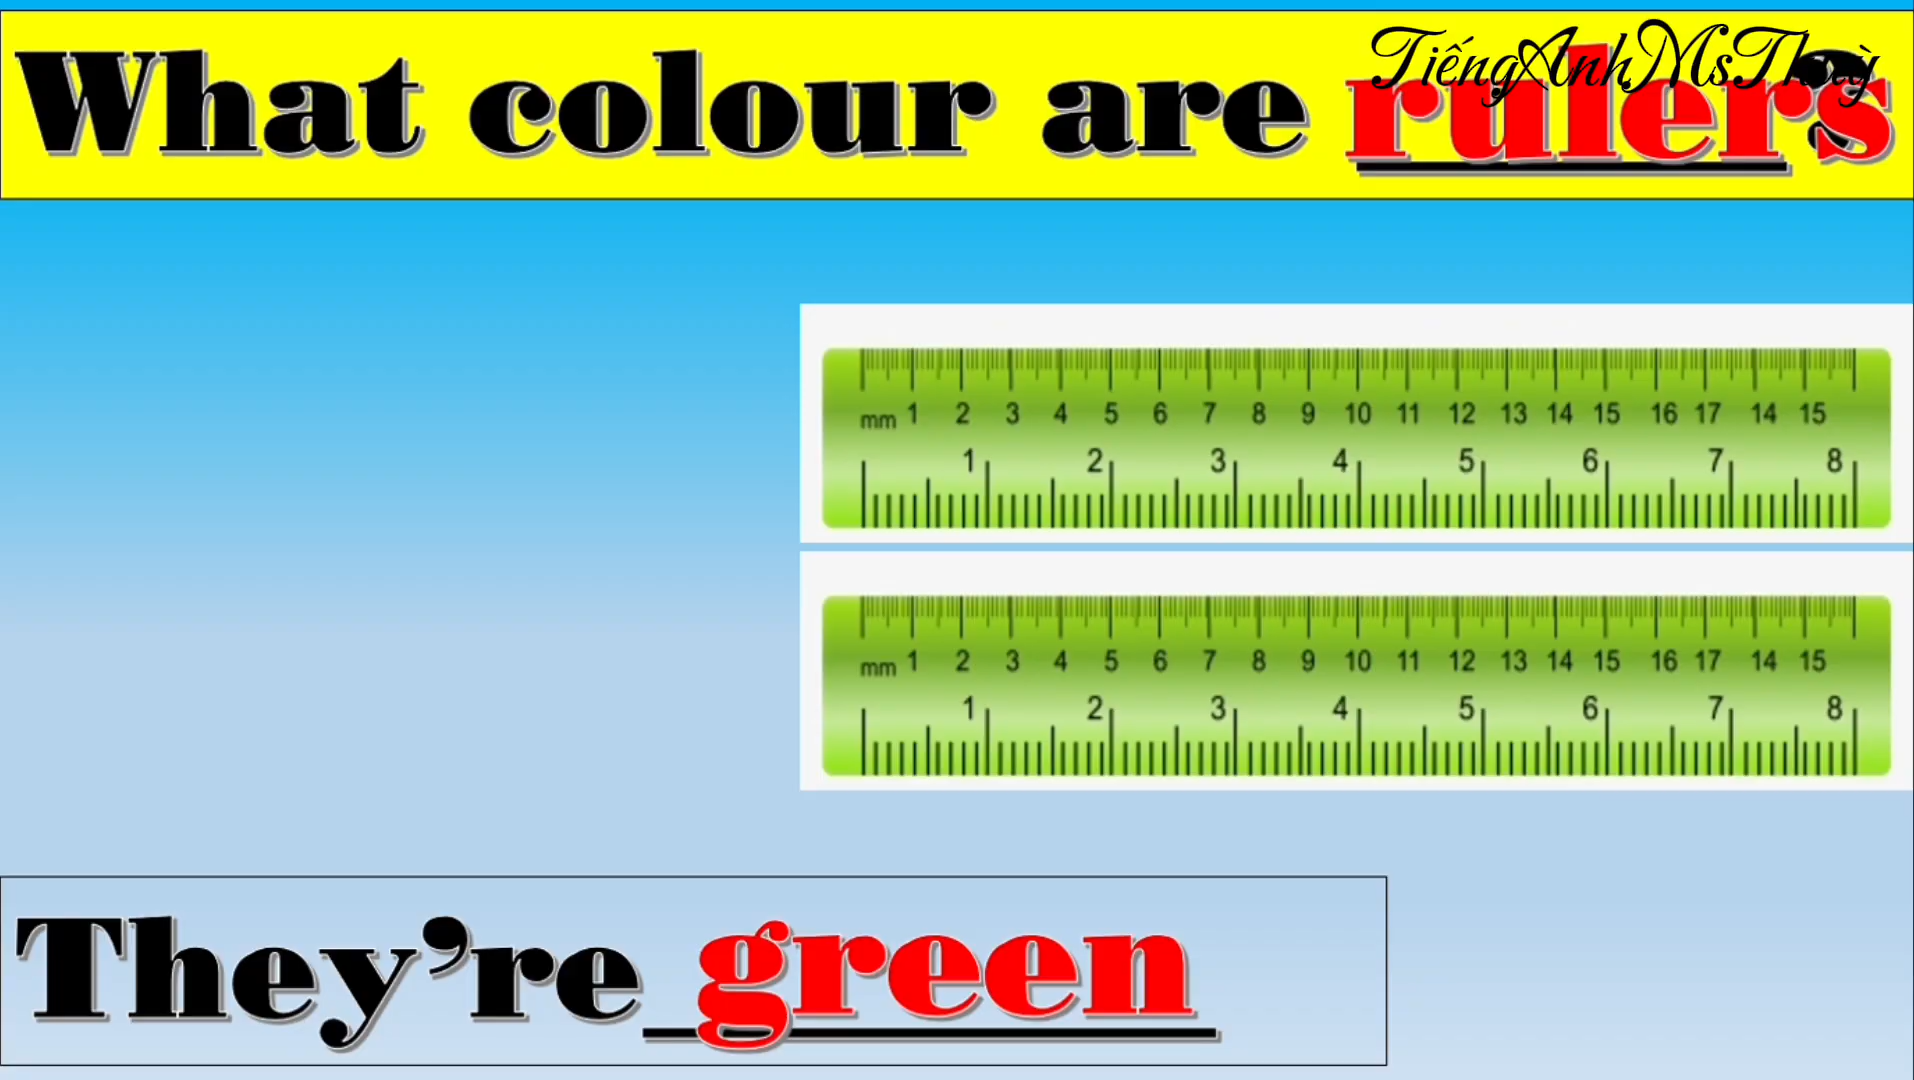 What colour are rulers?
TiếngAnhMsThuỳ
mm 1 2 3 4 5 6 7 8 9 10 11 12 13 14 15 16 17 14 15
1 2 3 4 5 6 7 8
mm 1 2 3 4 5 6 7 8 9 10 11 12 13 14 15 16 17 14 15
1 2 3 4 5 6 7 8
They’re green